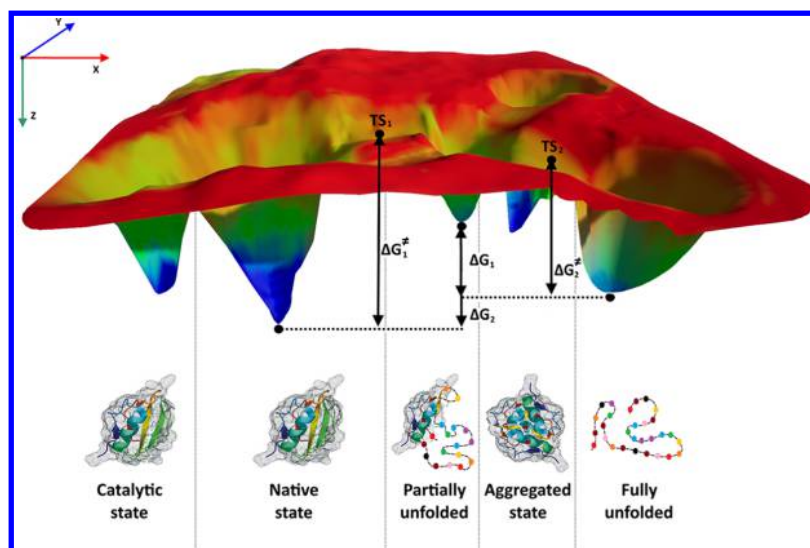 Y
X
Z
TS₁
TS₂
ΔG₁≠
ΔG₁
ΔG₂≠
ΔG₂
Catalytic
state
Native
state
Partially
unfolded
Aggregated
state
Fully
unfolded